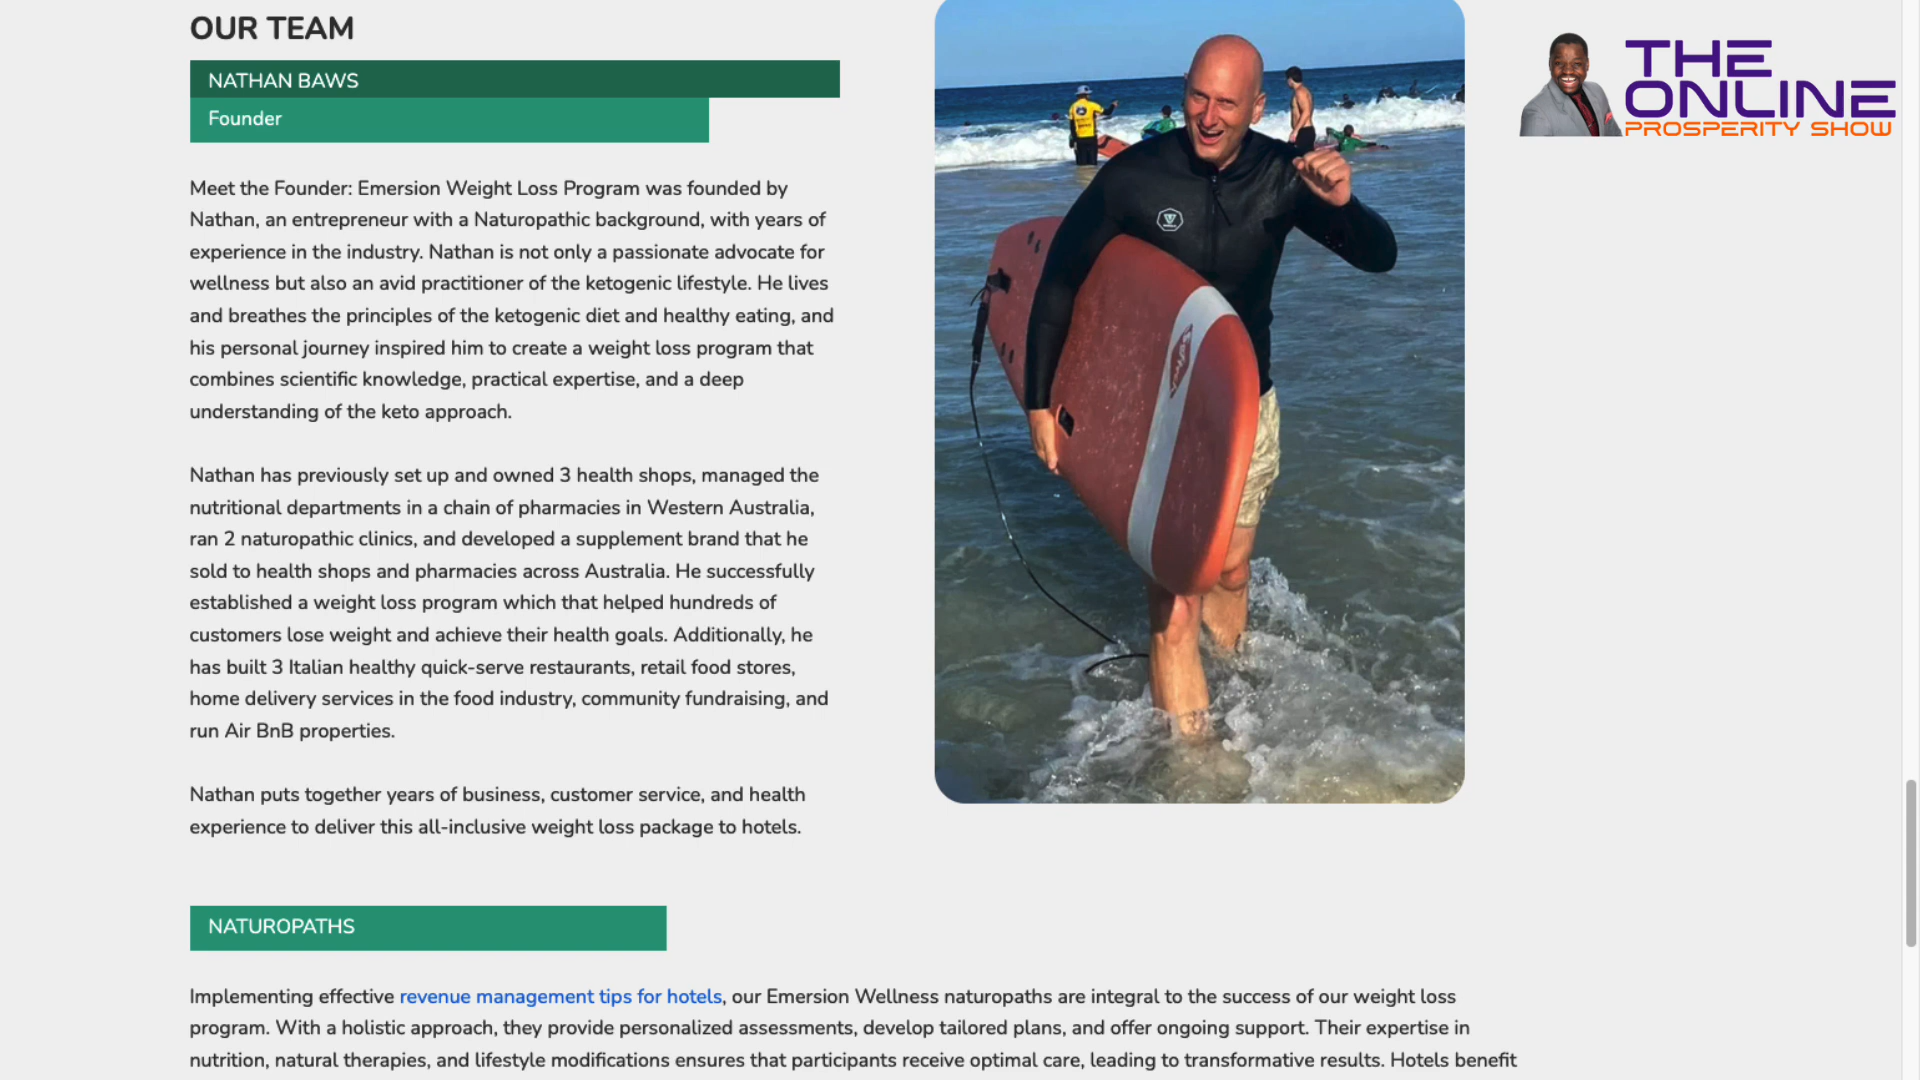 OUR TEAM
NATHAN BAWS
Founder
Meet the Founder: Emersion Weight Loss Program was founded by
Nathan, an entrepreneur with a Naturopathic background, with years of
experience in the industry. Nathan is not only a passionate advocate for
wellness but also an avid practitioner of the ketogenic lifestyle. He lives
and breathes the principles of the ketogenic diet and healthy eating, and
his personal journey inspired him to create a weight loss program that
combines scientific knowledge, practical expertise, and a deep
understanding of the keto approach.
Nathan has previously set up and owned 3 health shops, managed the
nutritional departments in a chain of pharmacies in Western Australia,
ran 2 naturopathic clinics, and developed a supplement brand that he
sold to health shops and pharmacies across Australia. He successfully
established a weight loss program which that helped hundreds of
customers lose weight and achieve their health goals. Additionally, he
has built 3 Italian healthy quick-serve restaurants, retail food stores,
home delivery services in the food industry, community fundraising, and
run Air BnB properties.
Nathan puts together years of business, customer service, and health
experience to deliver this all-inclusive weight loss package to hotels.
NATUROPATHS
Implementing effective revenue management tips for hotels, our Emersion Wellness naturopaths are integral to the success of our weight loss
program. With a holistic approach, they provide personalized assessments, develop tailored plans, and offer ongoing support. Their expertise in
nutrition, natural therapies, and lifestyle modifications ensures that participants receive optimal care, leading to transformative results. Hotels benefit
THE
ONLINE
PROSPERITY SHOW